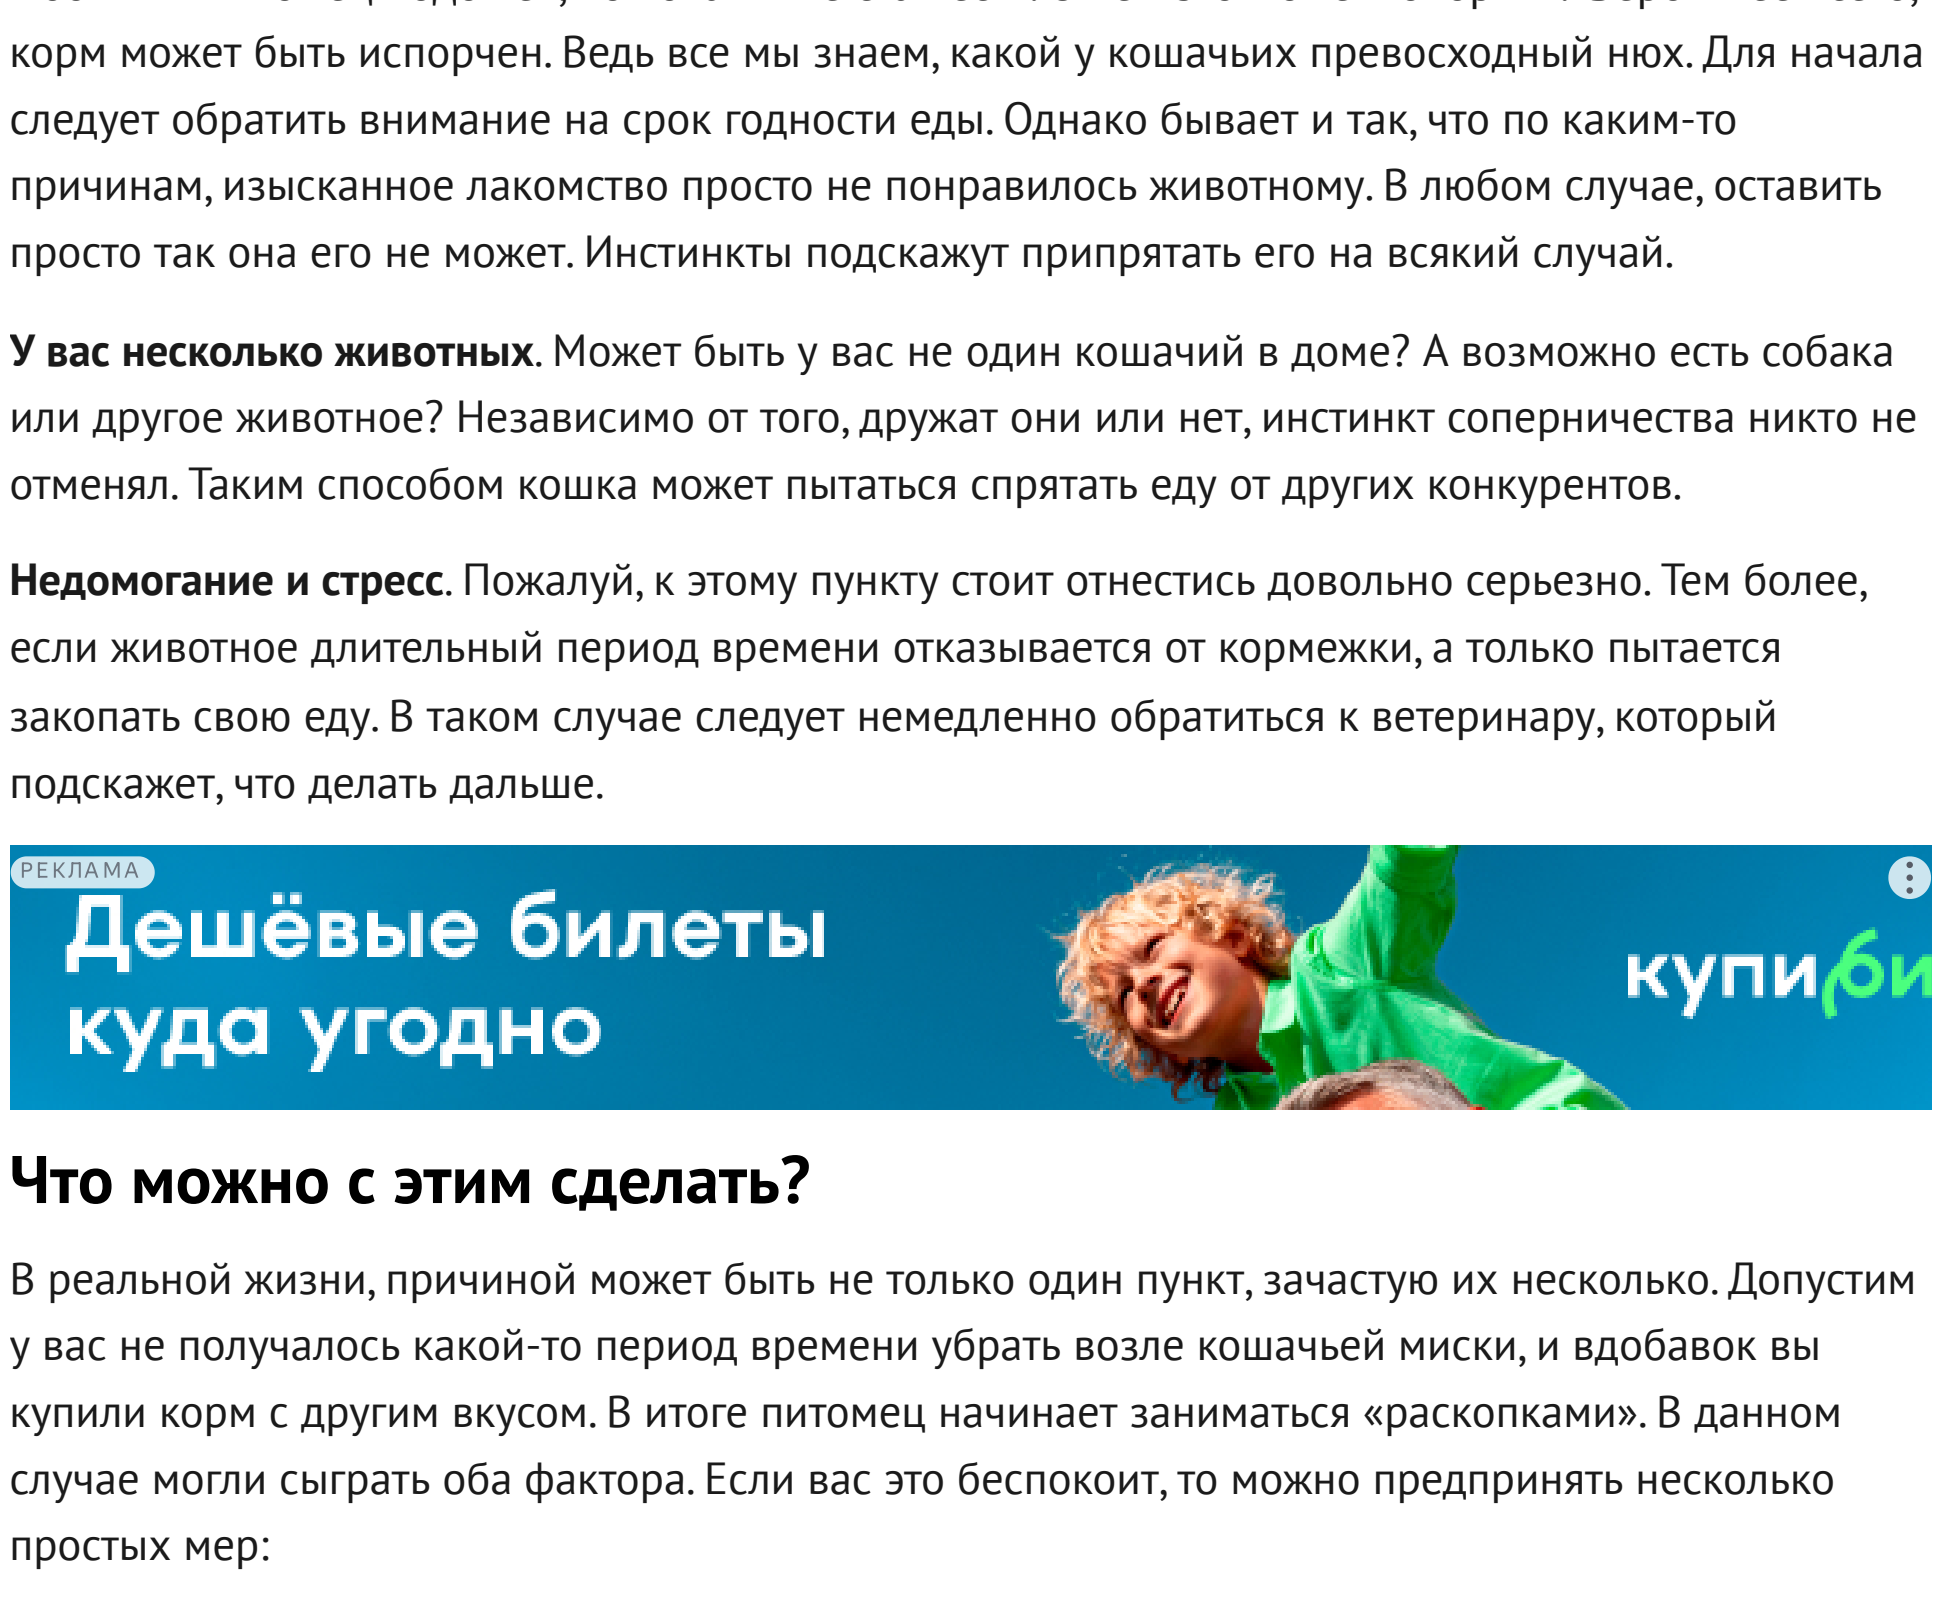 корм может быть испорчен. Ведь все мы знаем, какой у кошачьих превосходный нюх. Для начала
следует обратить внимание на срок годности еды. Однако бывает и так, что по каким-то
причинам, изысканное лакомство просто не понравилось животному. В любом случае, оставить
просто так она его не может. Инстинкты подскажут припрятать его на всякий случай.
У вас несколько животных. Может быть у вас не один кошачий в доме? А возможно есть собака
или другое животное? Независимо от того, дружат они или нет, инстинкт соперничества никто не
отменял. Таким способом кошка может пытаться спрятать еду от других конкурентов.
Недомогание и стресс. Пожалуй, к этому пункту стоит отнестись довольно серьезно. Тем более,
если животное длительный период времени отказывается от кормежки, а только пытается
закопать свою еду. В таком случае следует немедленно обратиться к ветеринару, который
подскажет, что делать дальше.
РЕКЛАМА
Дешёвые билеты
куда угодно
купиби
Что можно с этим сделать?
В реальной жизни, причиной может быть не только один пункт, зачастую их несколько. Допустим
у вас не получалось какой-то период времени убрать возле кошачьей миски, и вдобавок вы
купили корм с другим вкусом. В итоге питомец начинает заниматься «раскопками». В данном
случае могли сыграть оба фактора. Если вас это беспокоит, то можно предпринять несколько
простых мер: